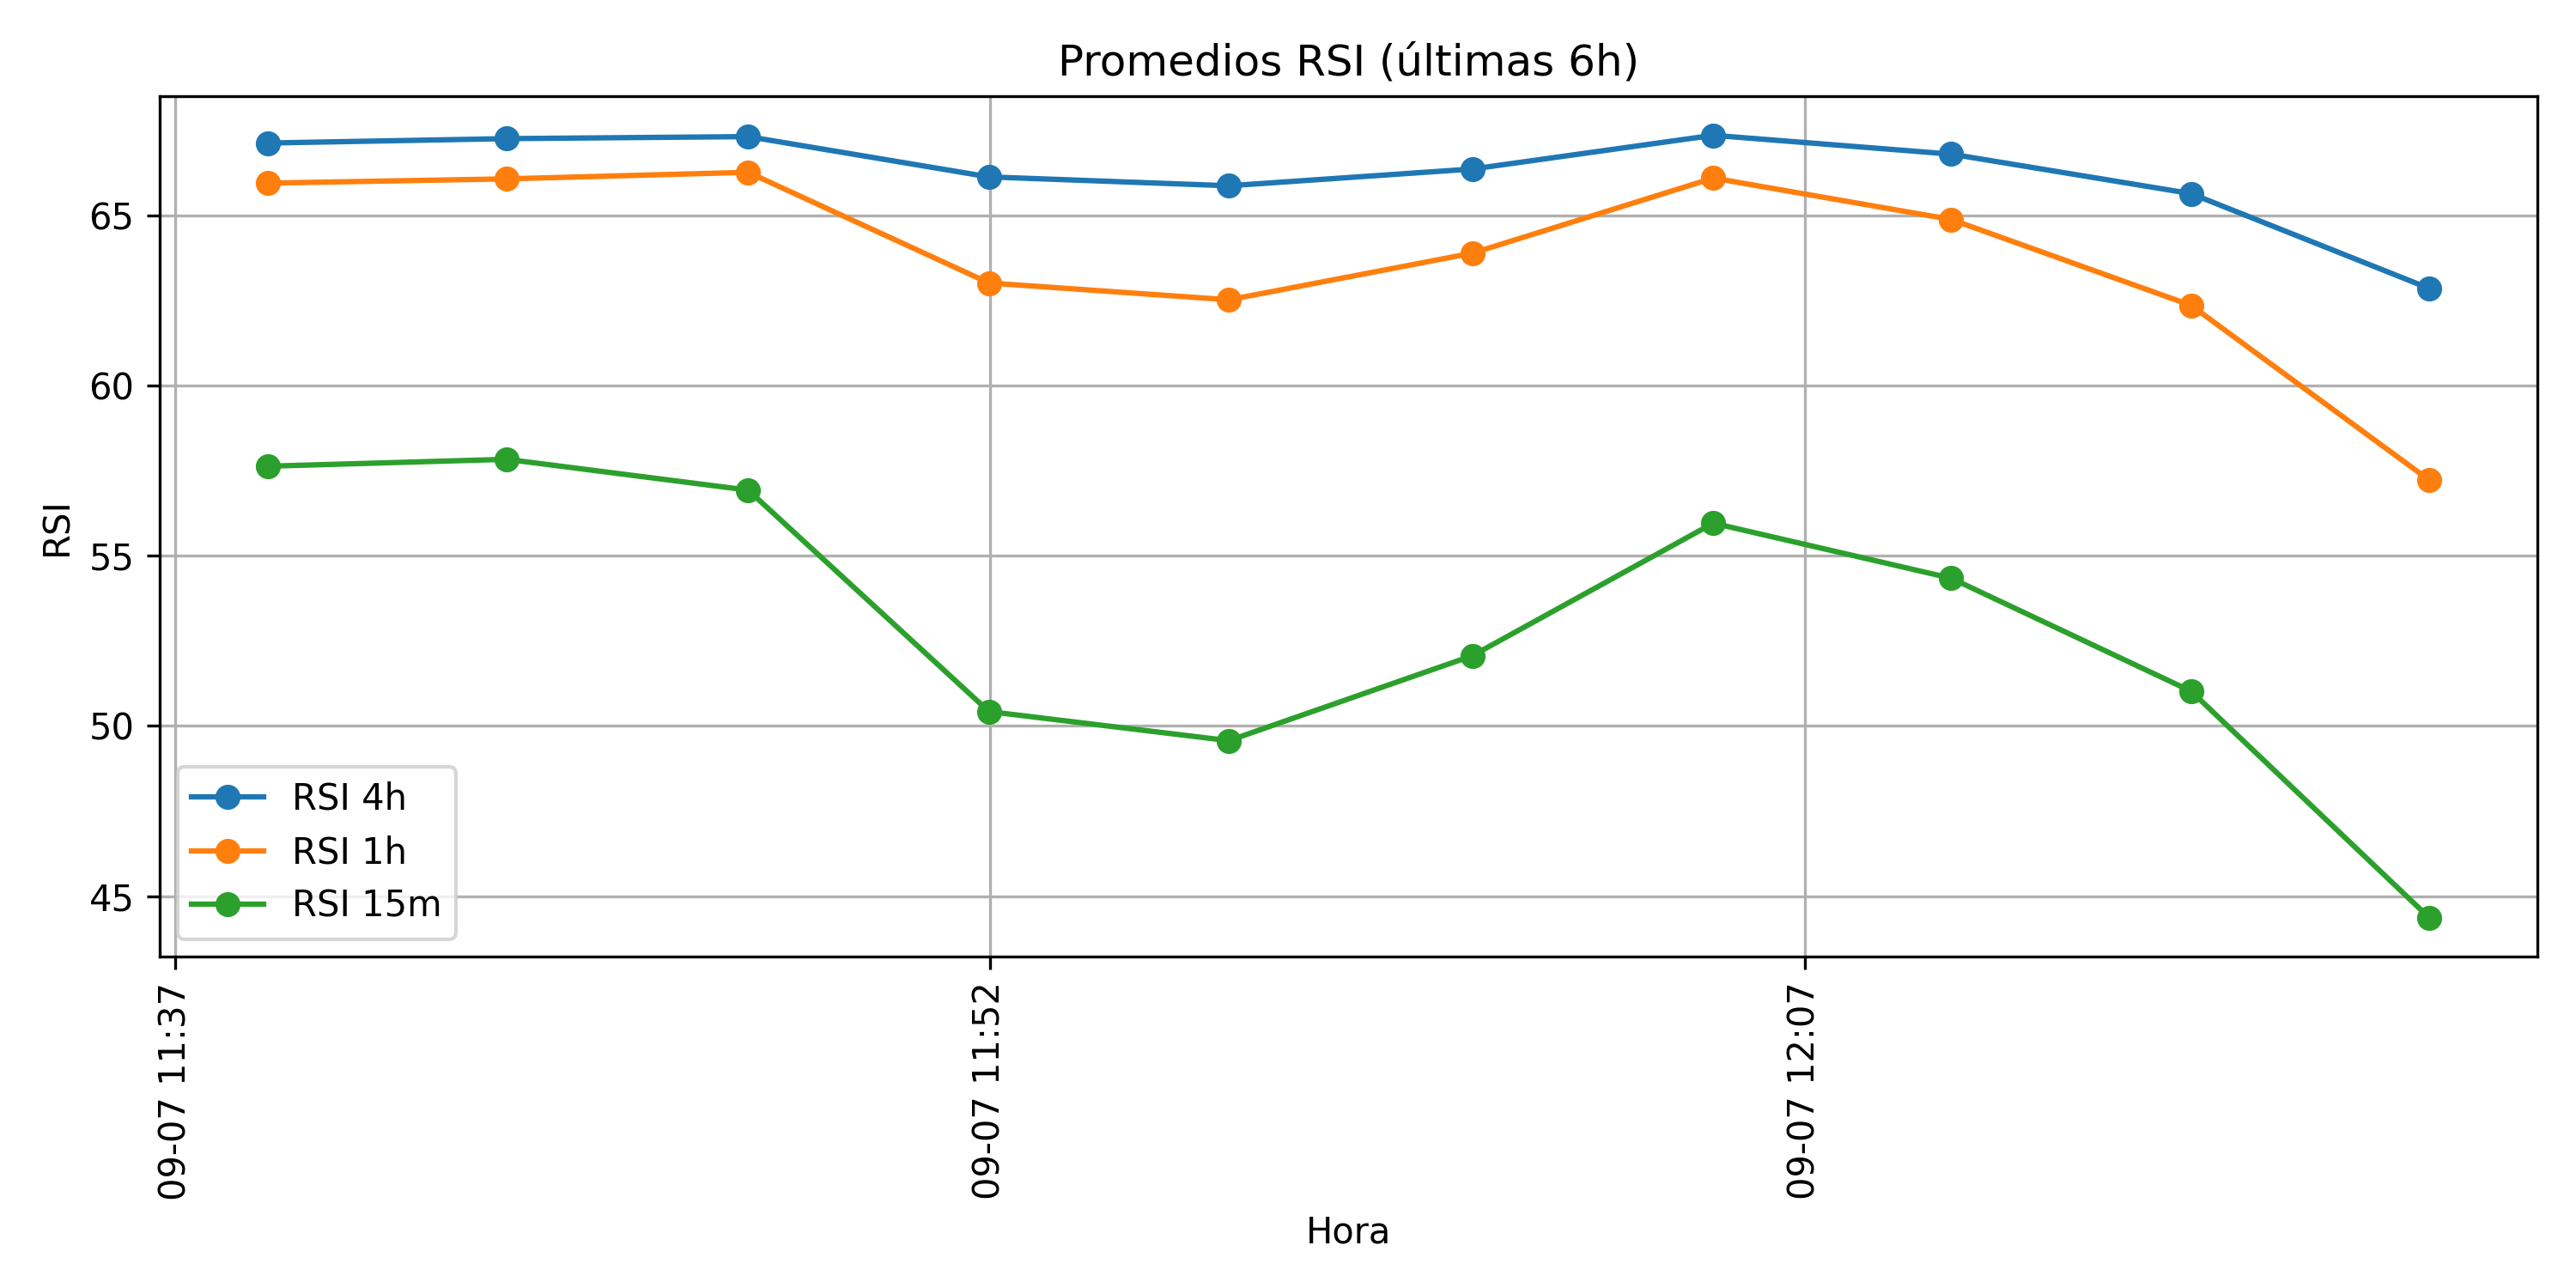 Promedios RSI (últimas 6h)
RSI
65
60
55
50
45
RSI 4h
RSI 1h
RSI 15m
09-07 11:37
09-07 11:52
09-07 12:07
Hora